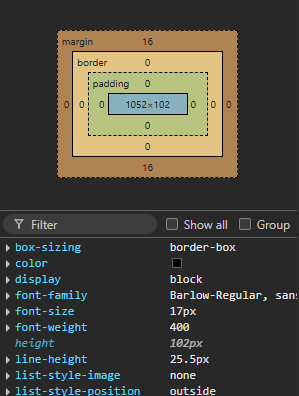 margin 16
border 0
padding 0
0 0 0 1052×102 0 0 0
0
0
16
Filter Show all Group
box-sizing border-box
color
display block
font-family Barlow-Regular, sans
font-size 17px
font-weight 400
height 102px
line-height 25.5px
list-style-image none
list-style-position outside